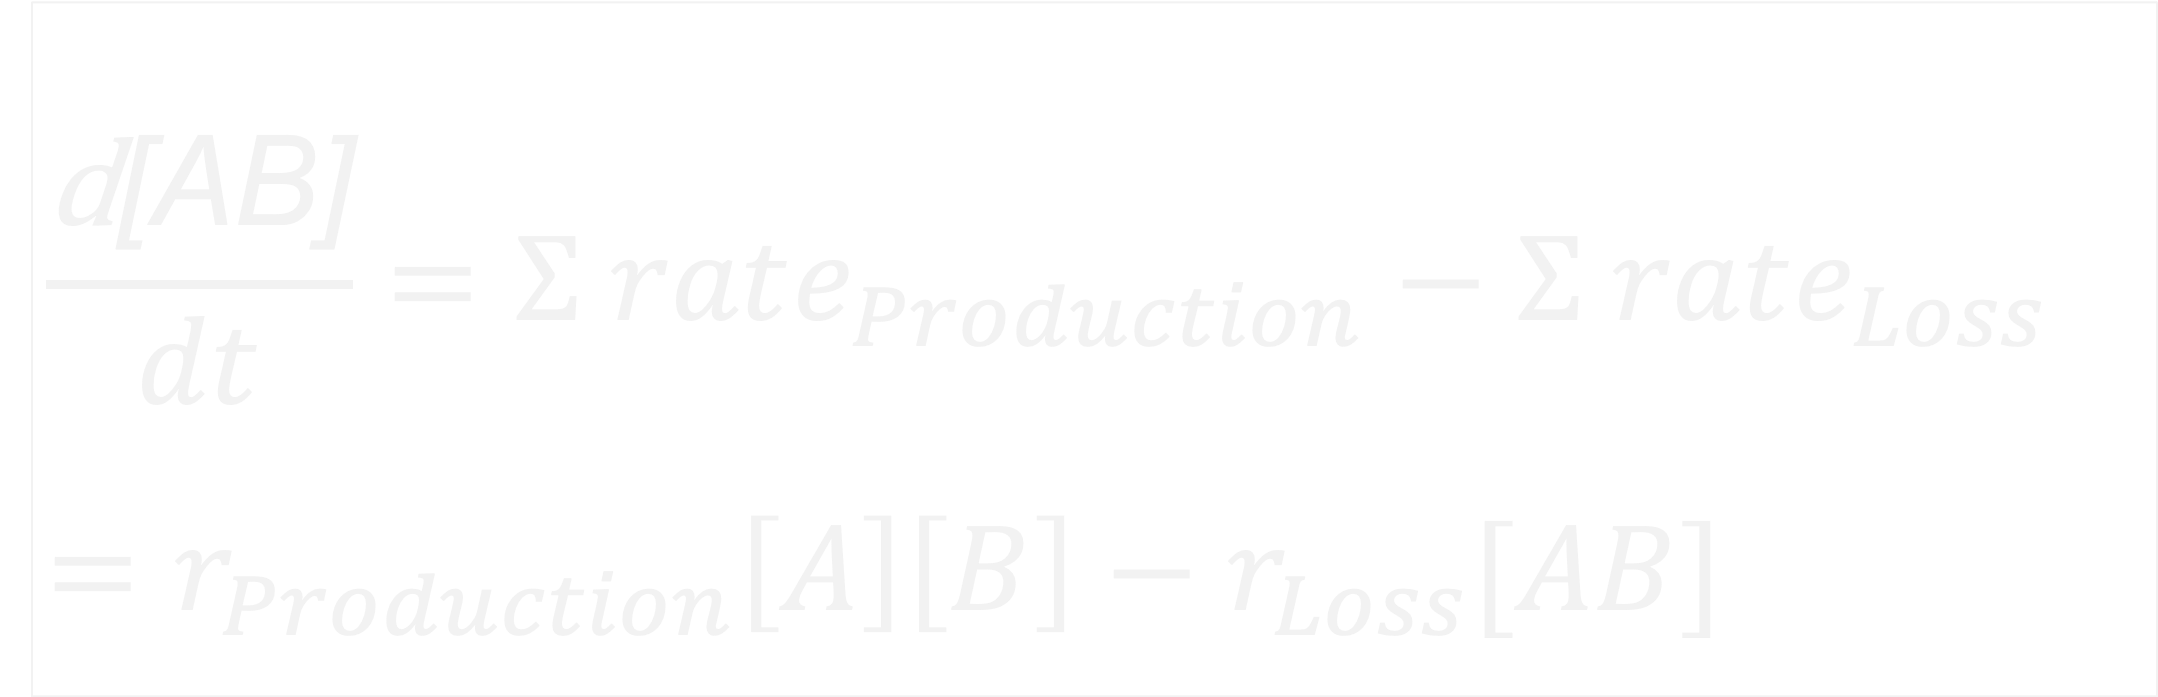 d[AB]/dt = Σ rate_Production − Σ rate_Loss
= r_Production[A][B] − r_Loss[AB]